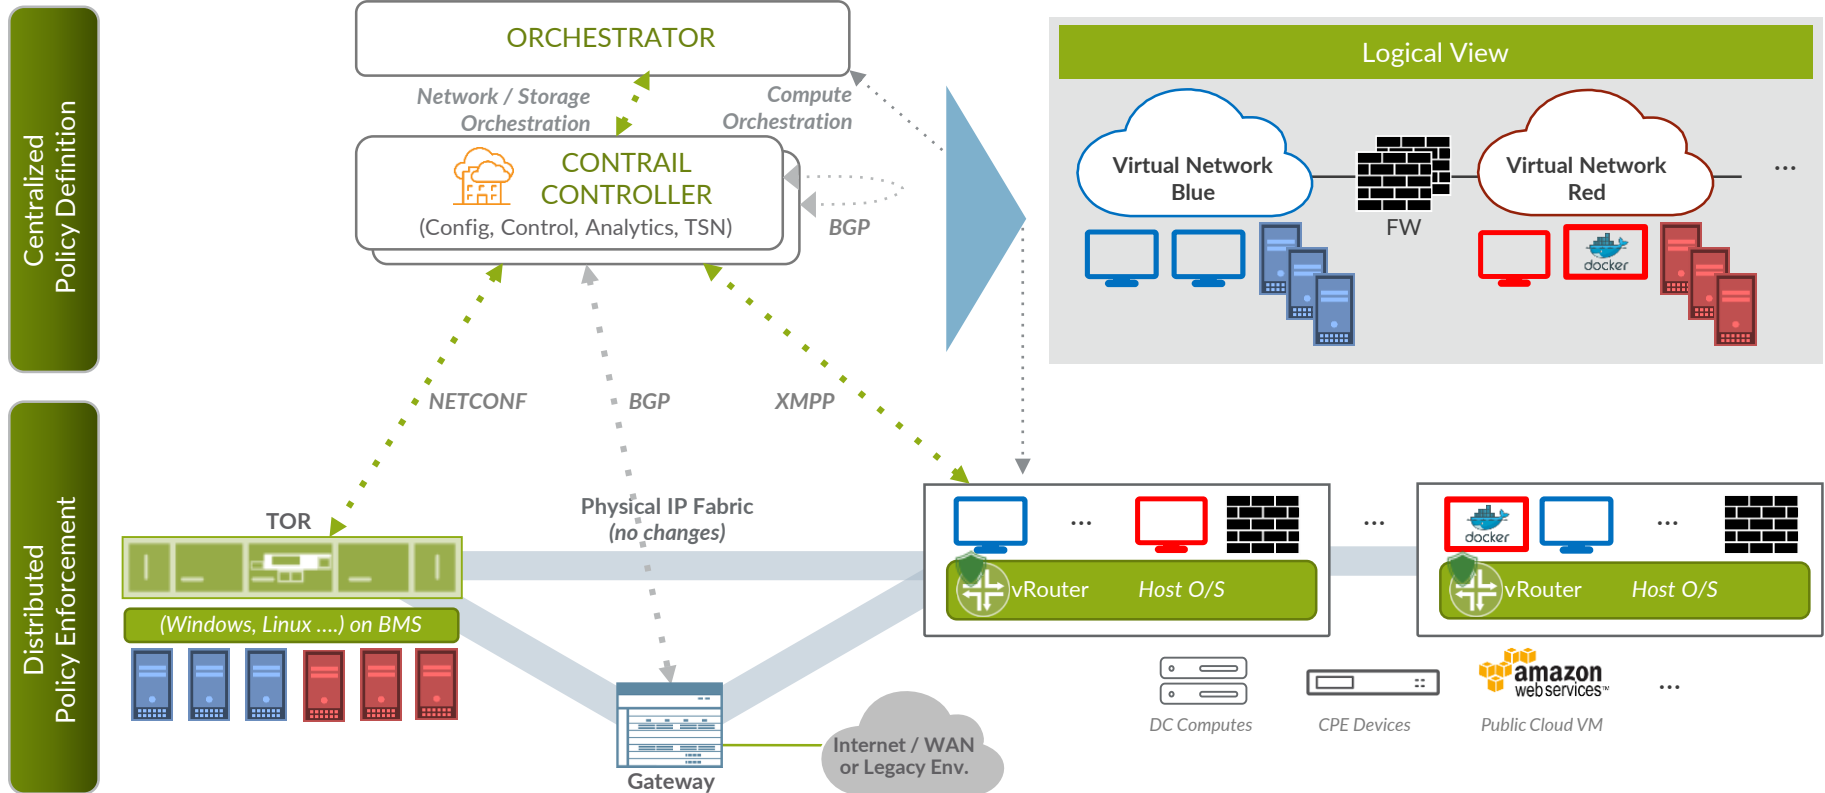 Centralized
Policy Definition
ORCHESTRATOR
Network / Storage
Orchestration
Compute
Orchestration
CONTRAIL
CONTROLLER
(Config, Control, Analytics, TSN)
BGP
Logical View
Virtual Network
Blue
FW
Virtual Network
Red
...
docker
NETCONF
BGP
XMPP
Distributed
Policy Enforcement
TOR
(Windows, Linux ....) on BMS
Physical IP Fabric
(no changes)
Gateway
Internet / WAN
or Legacy Env.
...
vRouter Host O/S
...
docker
...
vRouter Host O/S
DC Computes
CPE Devices
amazon
web services™
Public Cloud VM
...